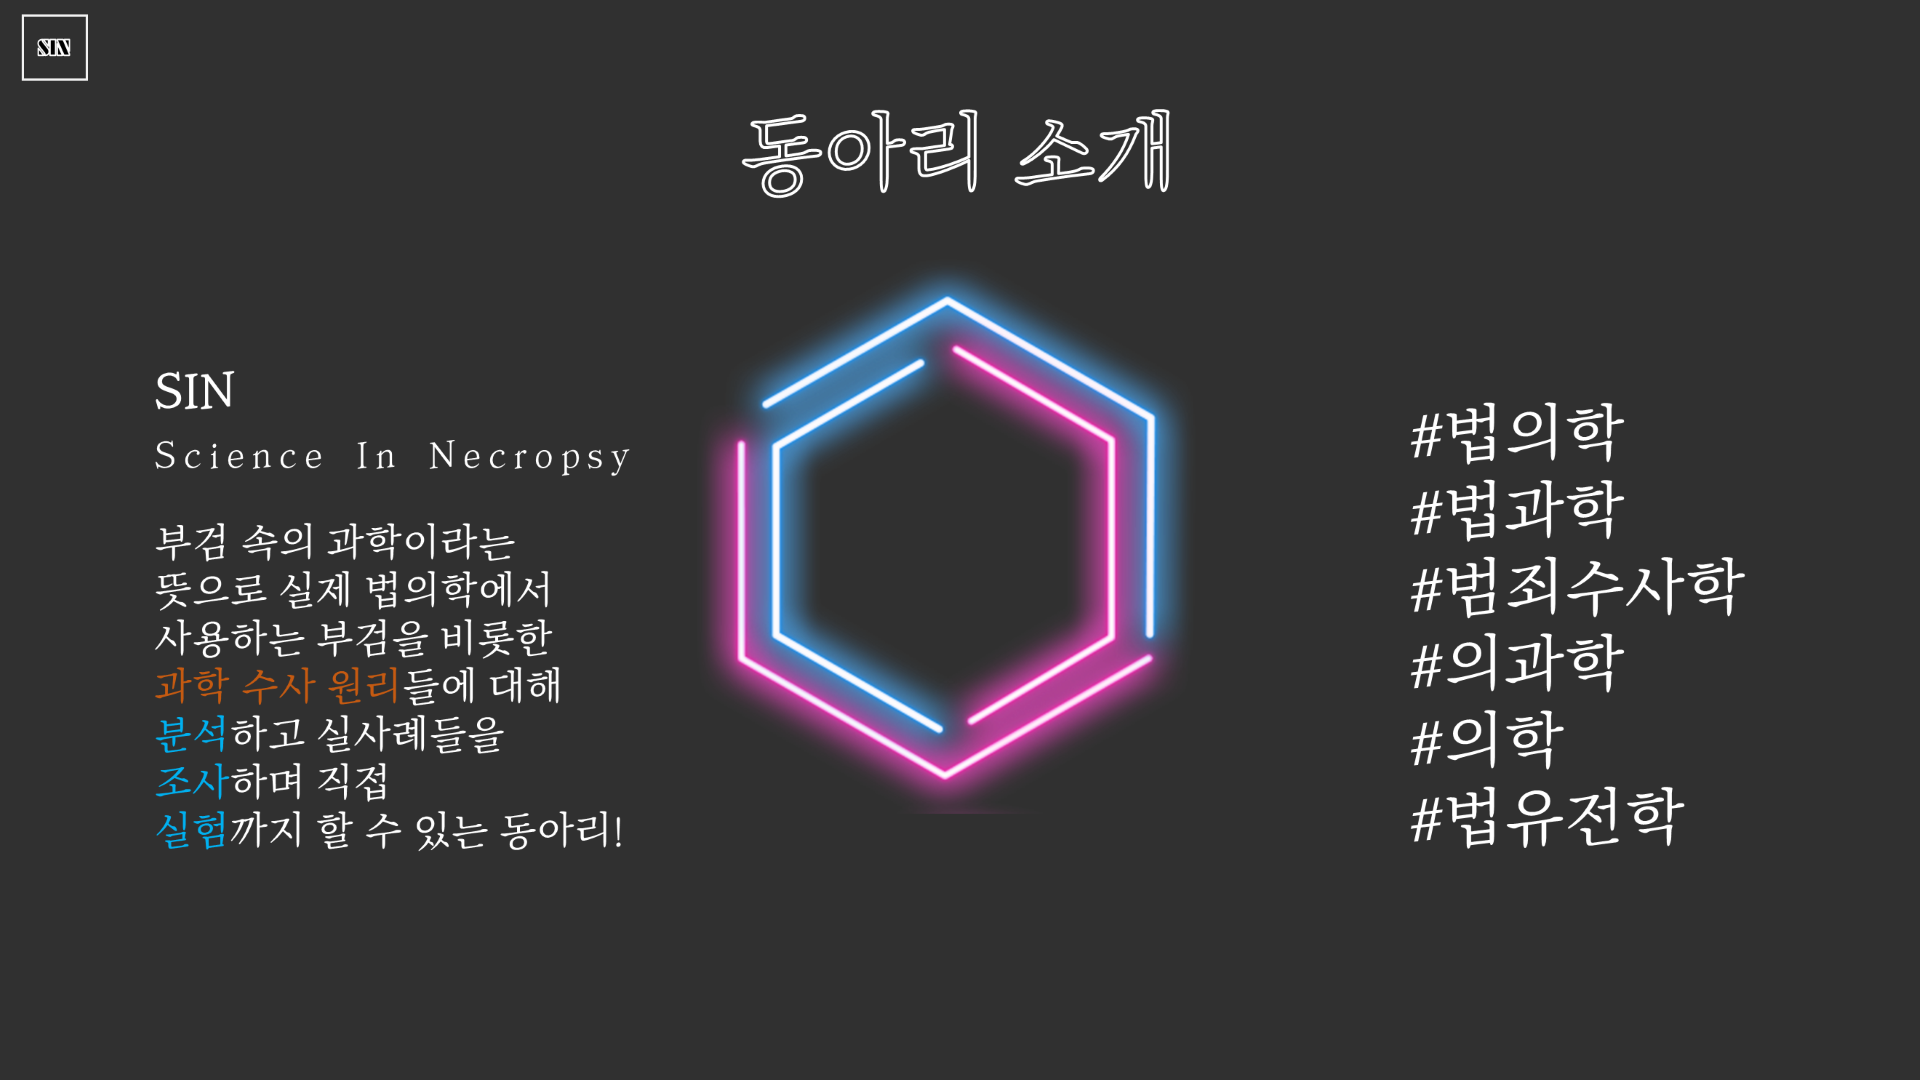 SIN
동아리 소개
SIN
Science In Necropsy
부검 속의 과학이라는
뜻으로 실제 법의학에서
사용하는 부검을 비롯한
과학 수사 원리들에 대해
분석하고 실사례들을
조사하며 직접
실험까지 할 수 있는 동아리!
#법의학
#법과학
#범죄수사학
#의과학
#의학
#법유전학